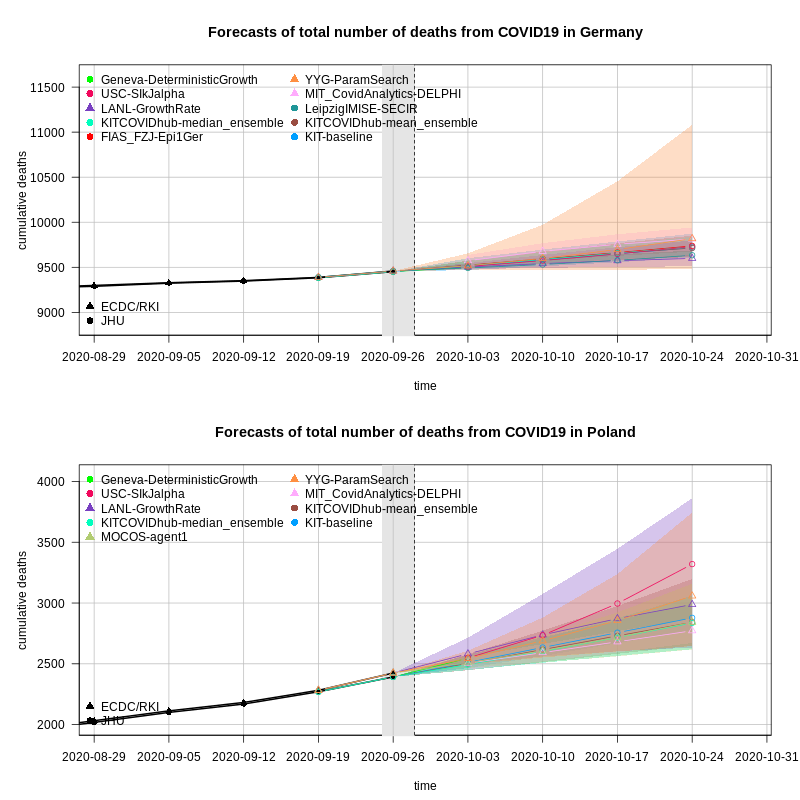 Forecasts of total number of deaths from COVID19 in Germany
cumulative deaths
11500
11000
10500
10000
9500
9000
Geneva-DeterministicGrowth
USC-SIkJalpha
LANL-GrowthRate
KITCOVIDhub-median_ensemble
FIAS_FZJ-Epi1Ger
YYG-ParamSearch
MIT_CovidAnalytics-DELPHI
LeipzigIMISE-SECIR
KITCOVIDhub-mean_ensemble
KIT-baseline
ECDC/RKI
JHU
2020-08-29 2020-09-05 2020-09-12 2020-09-19 2020-09-26 2020-10-03 2020-10-10 2020-10-17 2020-10-24 2020-10-31
time
Forecasts of total number of deaths from COVID19 in Poland
cumulative deaths
4000
3500
3000
2500
2000
Geneva-DeterministicGrowth
USC-SIkJalpha
LANL-GrowthRate
KITCOVIDhub-median_ensemble
MOCOS-agent1
YYG-ParamSearch
MIT_CovidAnalytics-DELPHI
KITCOVIDhub-mean_ensemble
KIT-baseline
ECDC/RKI
JHU
2020-08-29 2020-09-05 2020-09-12 2020-09-19 2020-09-26 2020-10-03 2020-10-10 2020-10-17 2020-10-24 2020-10-31
time